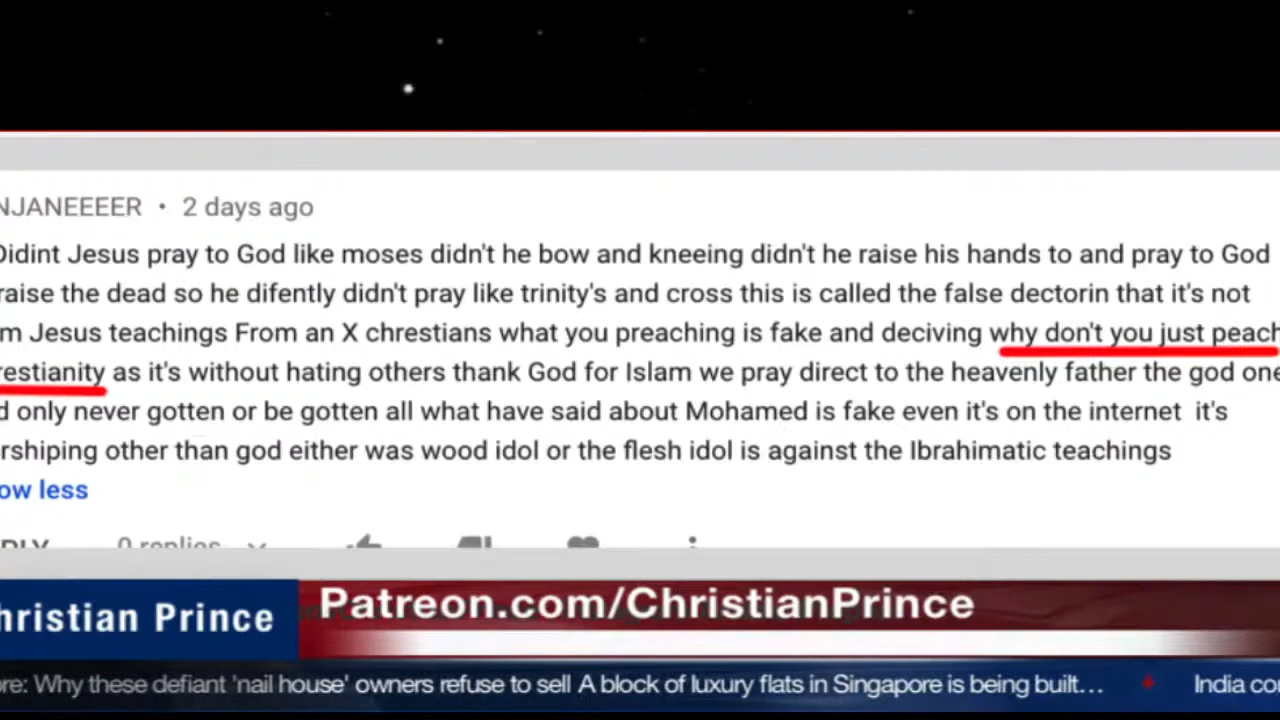 NJANEEEER • 2 days ago
Didint Jesus pray to God like moses didn't he bow and kneeing didn't he raise his hands to and pray to God
raise the dead so he difently didn't pray like trinity's and cross this is called the false dectorin that it's not
m Jesus teachings From an X chrestians what you preaching is fake and deciving why don't you just peach
restianity as it's without hating others thank God for Islam we pray direct to the heavenly father the god one
d only never gotten or be gotten all what have said about Mohamed is fake even it's on the internet it's
rshiping other than god either was wood idol or the flesh idol is against the Ibrahimatic teachings
ow less
PLY 0 replies
hristian Prince
Patreon.com/ChristianPrince
re: Why these defiant 'nail house' owners refuse to sell A block of luxury flats in Singapore is being built... India co